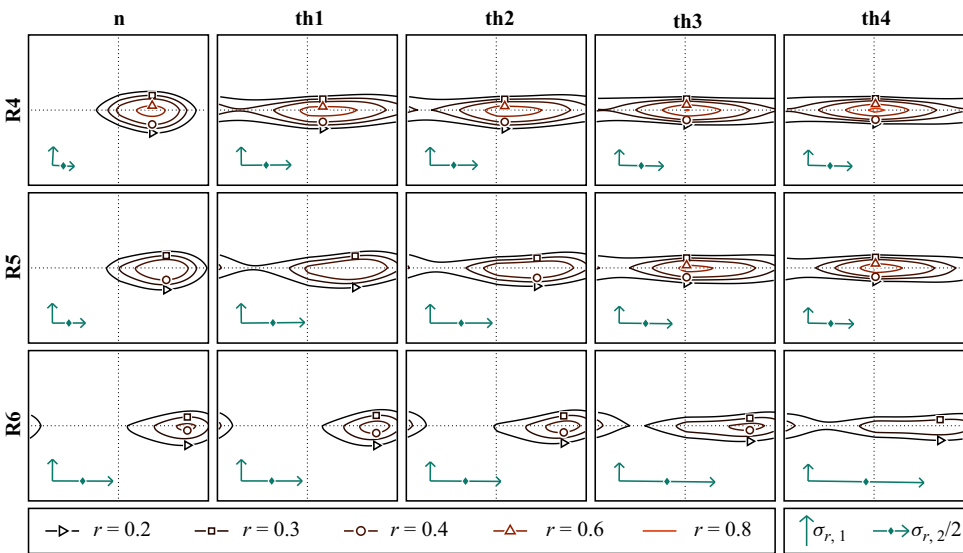 n th1 th2 th3 th4
R4
R5
R6
r = 0.2 r = 0.3 r = 0.4 r = 0.6 r = 0.8 σr, 1 σr, 2/2